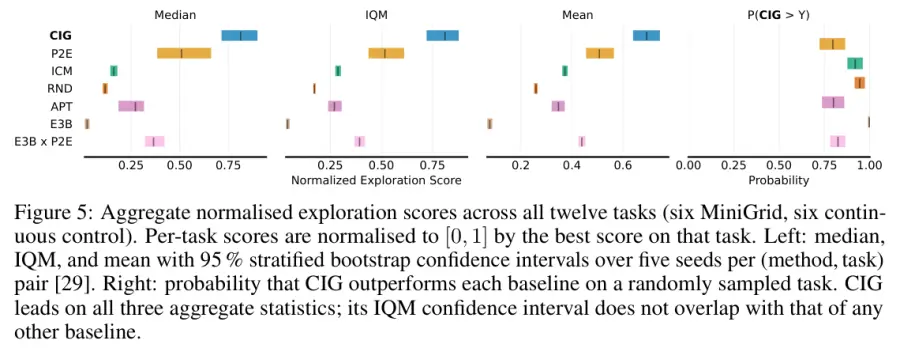 Median IQM Mean P(CIG > Y)
CIG
P2E
ICM
RND
APT
E3B
E3B x P2E
0.25 0.50 0.75 0.25 0.50 0.75 0.2 0.4 0.6 0.00 0.25 0.50 0.75 1.00
Normalized Exploration Score Probability
Figure 5: Aggregate normalised exploration scores across all twelve tasks (six MiniGrid, six contin-
uous control). Per-task scores are normalised to [0, 1] by the best score on that task. Left: median,
IQM, and mean with 95 % stratified bootstrap confidence intervals over five seeds per (method, task)
pair [29]. Right: probability that CIG outperforms each baseline on a randomly sampled task. CIG
leads on all three aggregate statistics; its IQM confidence interval does not overlap with that of any
other baseline.